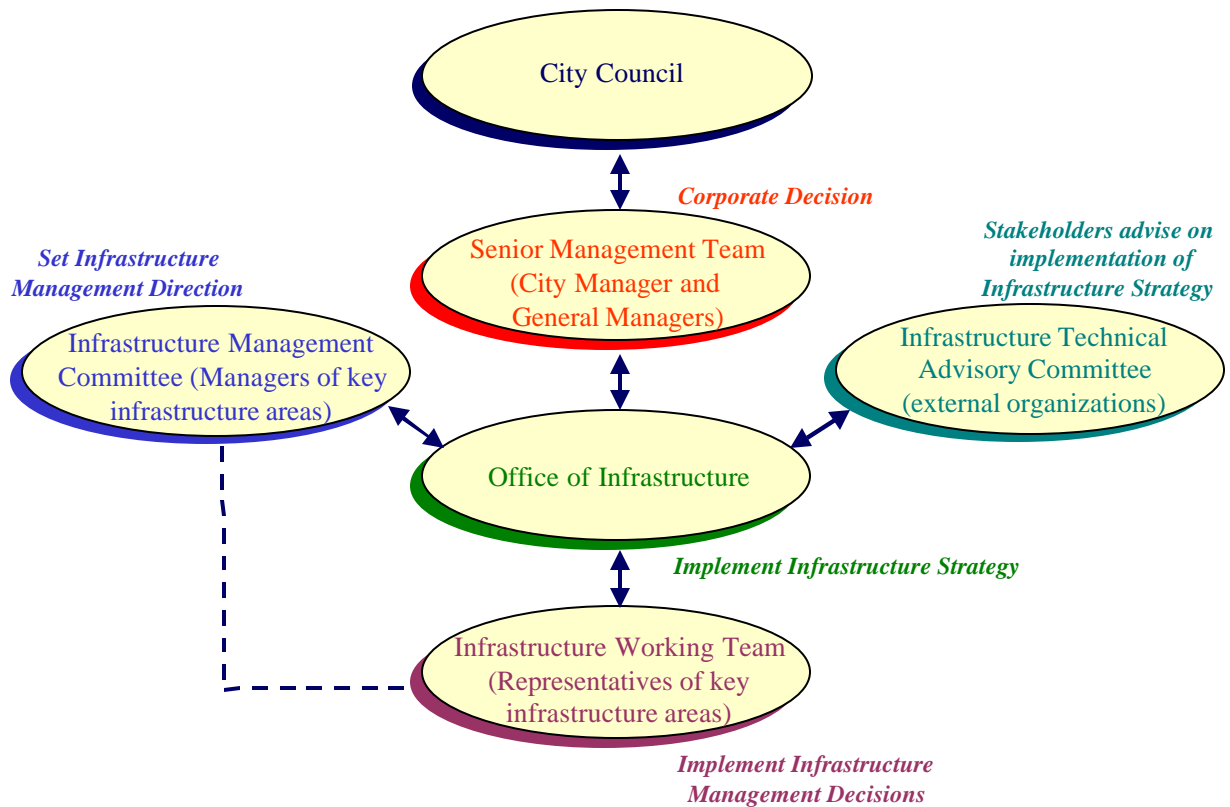 City Council
Corporate Decision
Senior Management Team
(City Manager and
General Managers)
Set Infrastructure
Management Direction
Infrastructure Management
Committee (Managers of key
infrastructure areas)
Stakeholders advise on
implementation of
Infrastructure Strategy
Infrastructure Technical
Advisory Committee
(external organizations)
Office of Infrastructure
Implement Infrastructure Strategy
Infrastructure Working Team
(Representatives of key
infrastructure areas)
Implement Infrastructure
Management Decisions